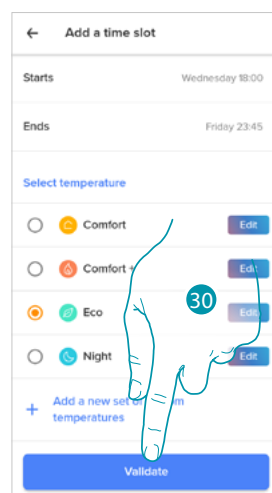 Add a time slot
Starts Wednesday 18:00
Ends Friday 23:45
Select temperature
Comfort Edit
Comfort + Edit
Eco Edit
Night Edit
+ Add a new set of
temperatures
Validate
30